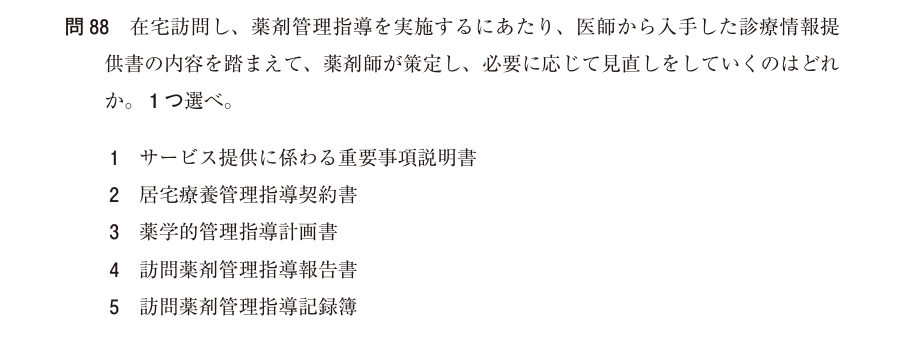 問88 在宅訪問し、薬剤管理指導を実施するにあたり、医師から入手した診療情報提
供書の内容を踏まえて、薬剤師が策定し、必要に応じて見直しをしていくのはどれ
か。1つ選べ。
1 サービス提供に係わる重要事項説明書
2 居宅療養管理指導契約書
3 薬学的管理指導計画書
4 訪問薬剤管理指導報告書
5 訪問薬剤管理指導記録簿